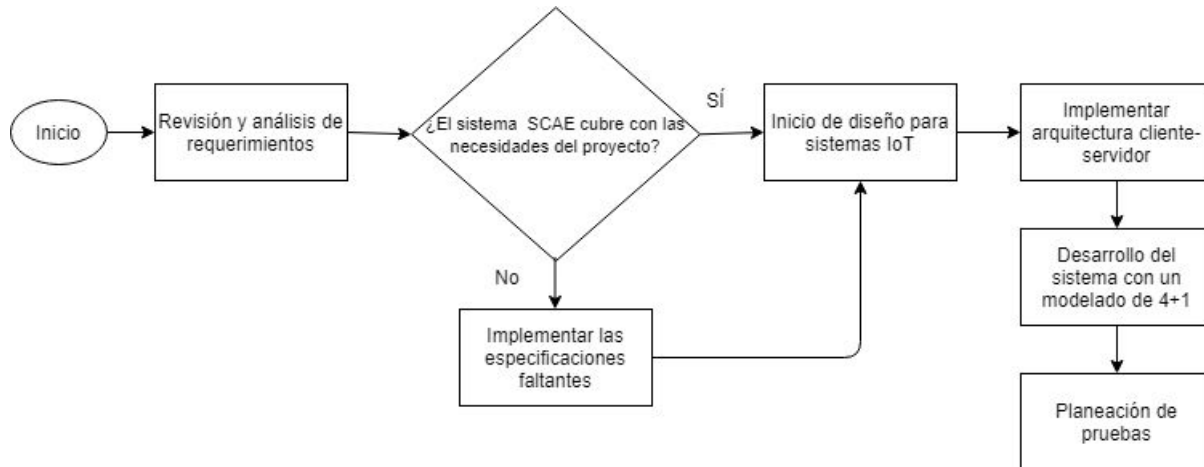 Inicio
Revisión y análisis de
requerimientos
¿El sistema SCAE cubre con las
necesidades del proyecto?
SÍ
No
Implementar las
especificaciones
faltantes
Inicio de diseño para
sistemas IoT
Implementar
arquitectura cliente-
servidor
Desarrollo del
sistema con un
modelado de 4+1
Planeación de
pruebas